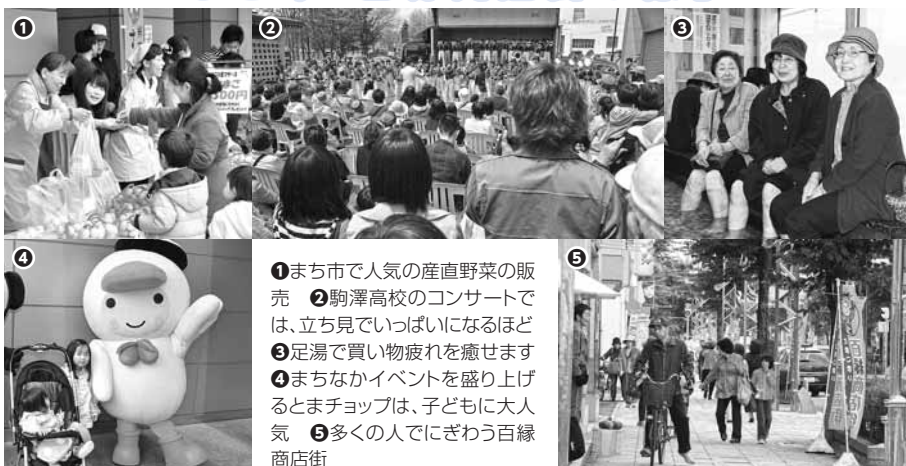 ❶
❷
❸
❹
❺
❶まち市で人気の産直野菜の販
売　❷駒澤高校のコンサートで
は、立ち見でいっぱいになるほど
❸足湯で買い物疲れを癒せます
❹まちなかイベントを盛り上げ
るとまチョップは、子どもに大人
気　❺多くの人でにぎわう百縁
商店街